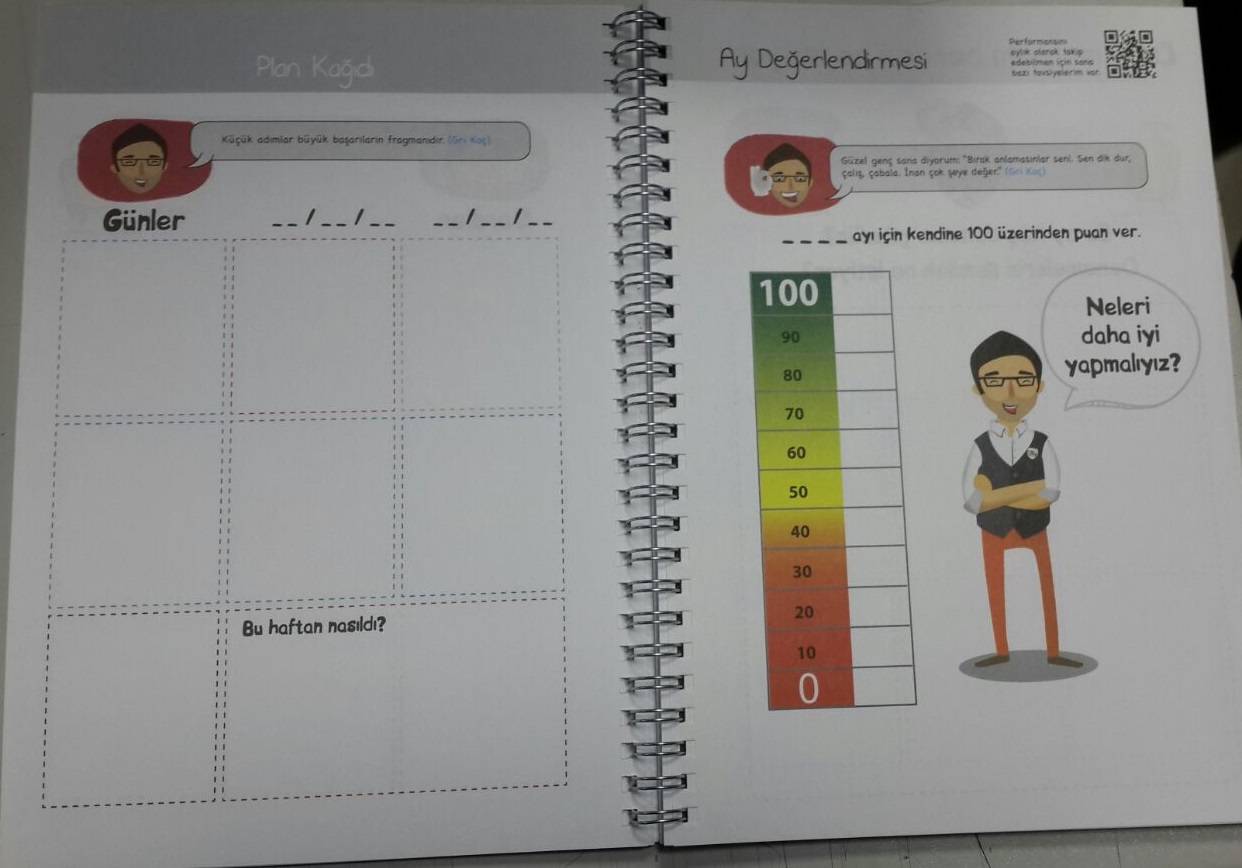 Plan Kağıdı
Küçük adımlar büyük başarıların fragmanıdır. (Gri Koç)
Günler
__/__/__ __/__/__
Bu haftan nasıldı?
Ay Değerlendirmesi
Performansını
aylık olarak takip
edebilmen için sana
bazı tavsiyelerim var.
Güzel genç sana diyorum: "Bırak anlamasınlar seni. Sen dik dur,
çalış, çabala. İnan çok şeye değer." (Gri Koç)
____ ayı için kendine 100 üzerinden puan ver.
100
90
80
70
60
50
40
30
20
10
0
Neleri
daha iyi
yapmalıyız?